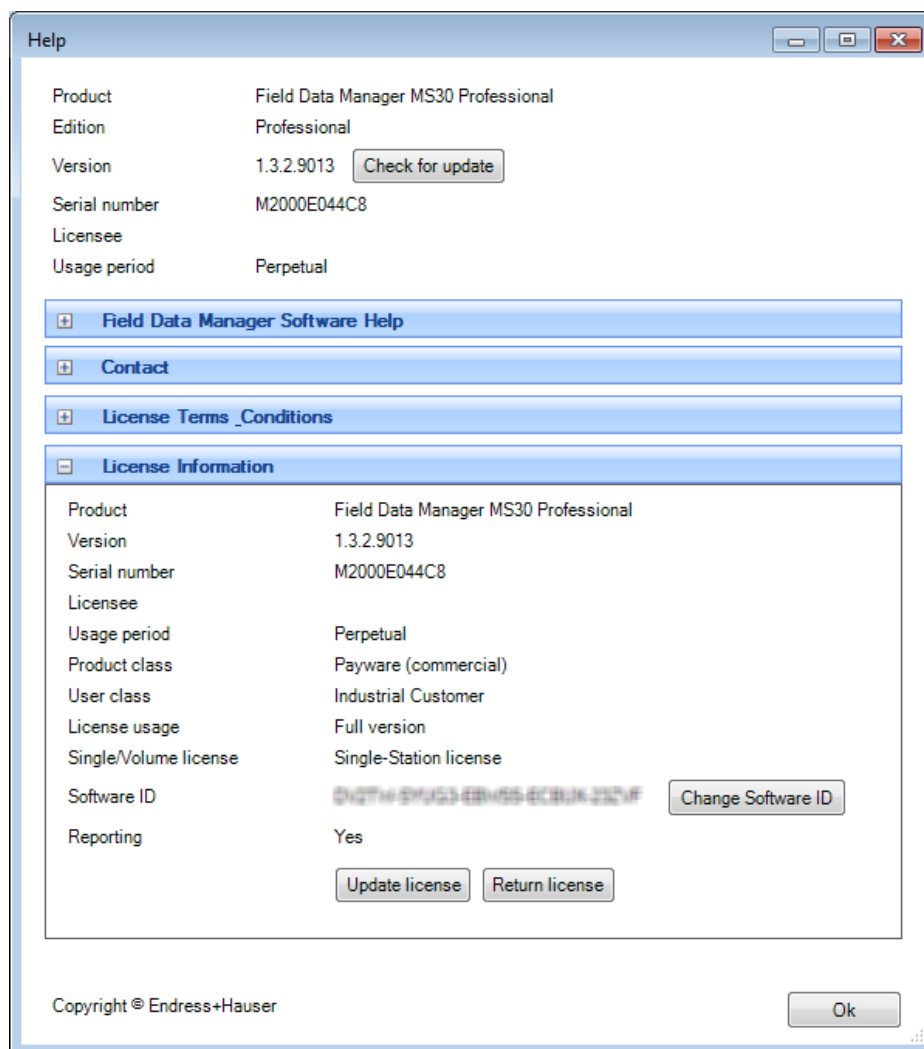 Help
Product Field Data Manager MS30 Professional
Edition Professional
Version 1.3.2.9013 Check for update
Serial number M2000E044C8
Licensee
Usage period Perpetual
Field Data Manager Software Help
Contact
License Terms _Conditions
License Information
Product Field Data Manager MS30 Professional
Version 1.3.2.9013
Serial number M2000E044C8
Licensee
Usage period Perpetual
Product class Payware (commercial)
User class Industrial Customer
License usage Full version
Single/Volume license Single-Station license
Software ID Change Software ID
Reporting Yes
Update license Return license
Copyright © Endress+Hauser Ok